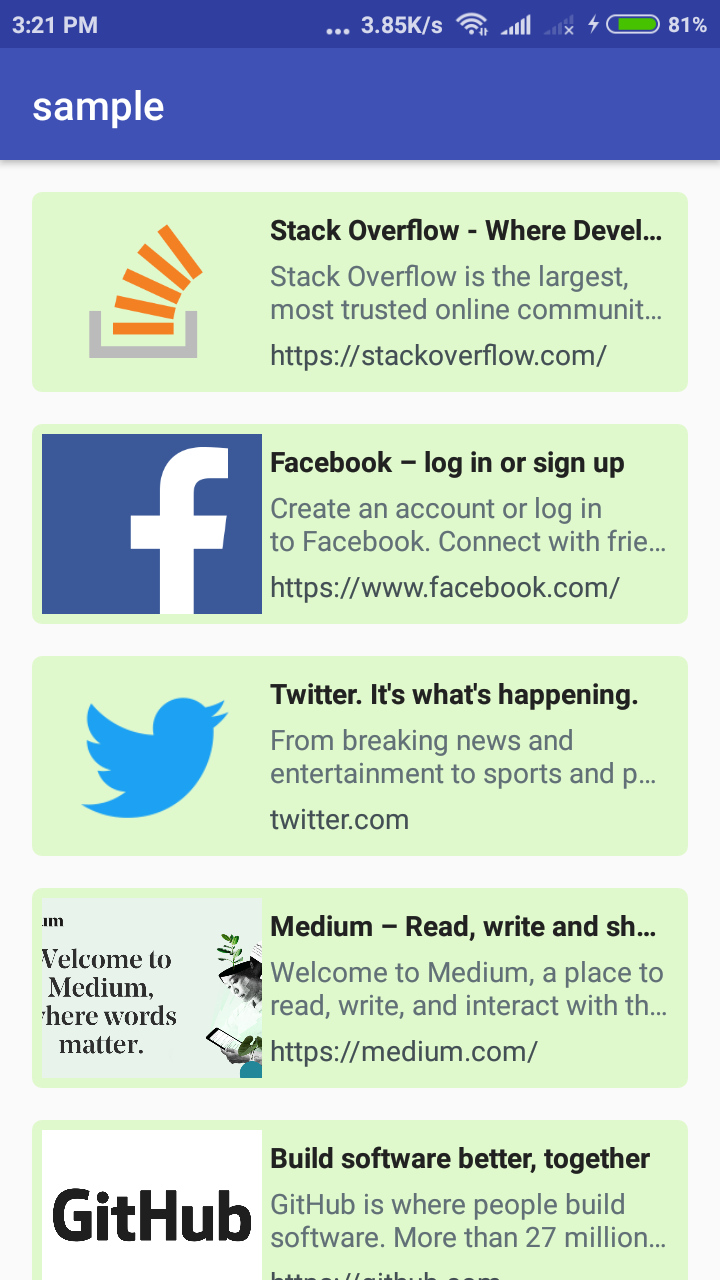 3:21 PM ... 3.85K/s 81%
sample
Stack Overflow - Where Devel...
Stack Overflow is the largest,
most trusted online communit...
https://stackoverflow.com/
Facebook – log in or sign up
Create an account or log in
to Facebook. Connect with frie...
https://www.facebook.com/
Twitter. It's what's happening.
From breaking news and
entertainment to sports and p...
twitter.com
um
Welcome to
Medium,
where words
matter.
Medium – Read, write and sh...
Welcome to Medium, a place to
read, write, and interact with th...
https://medium.com/
GitHub
Build software better, together
GitHub is where people build
software. More than 27 million...
https://github.com